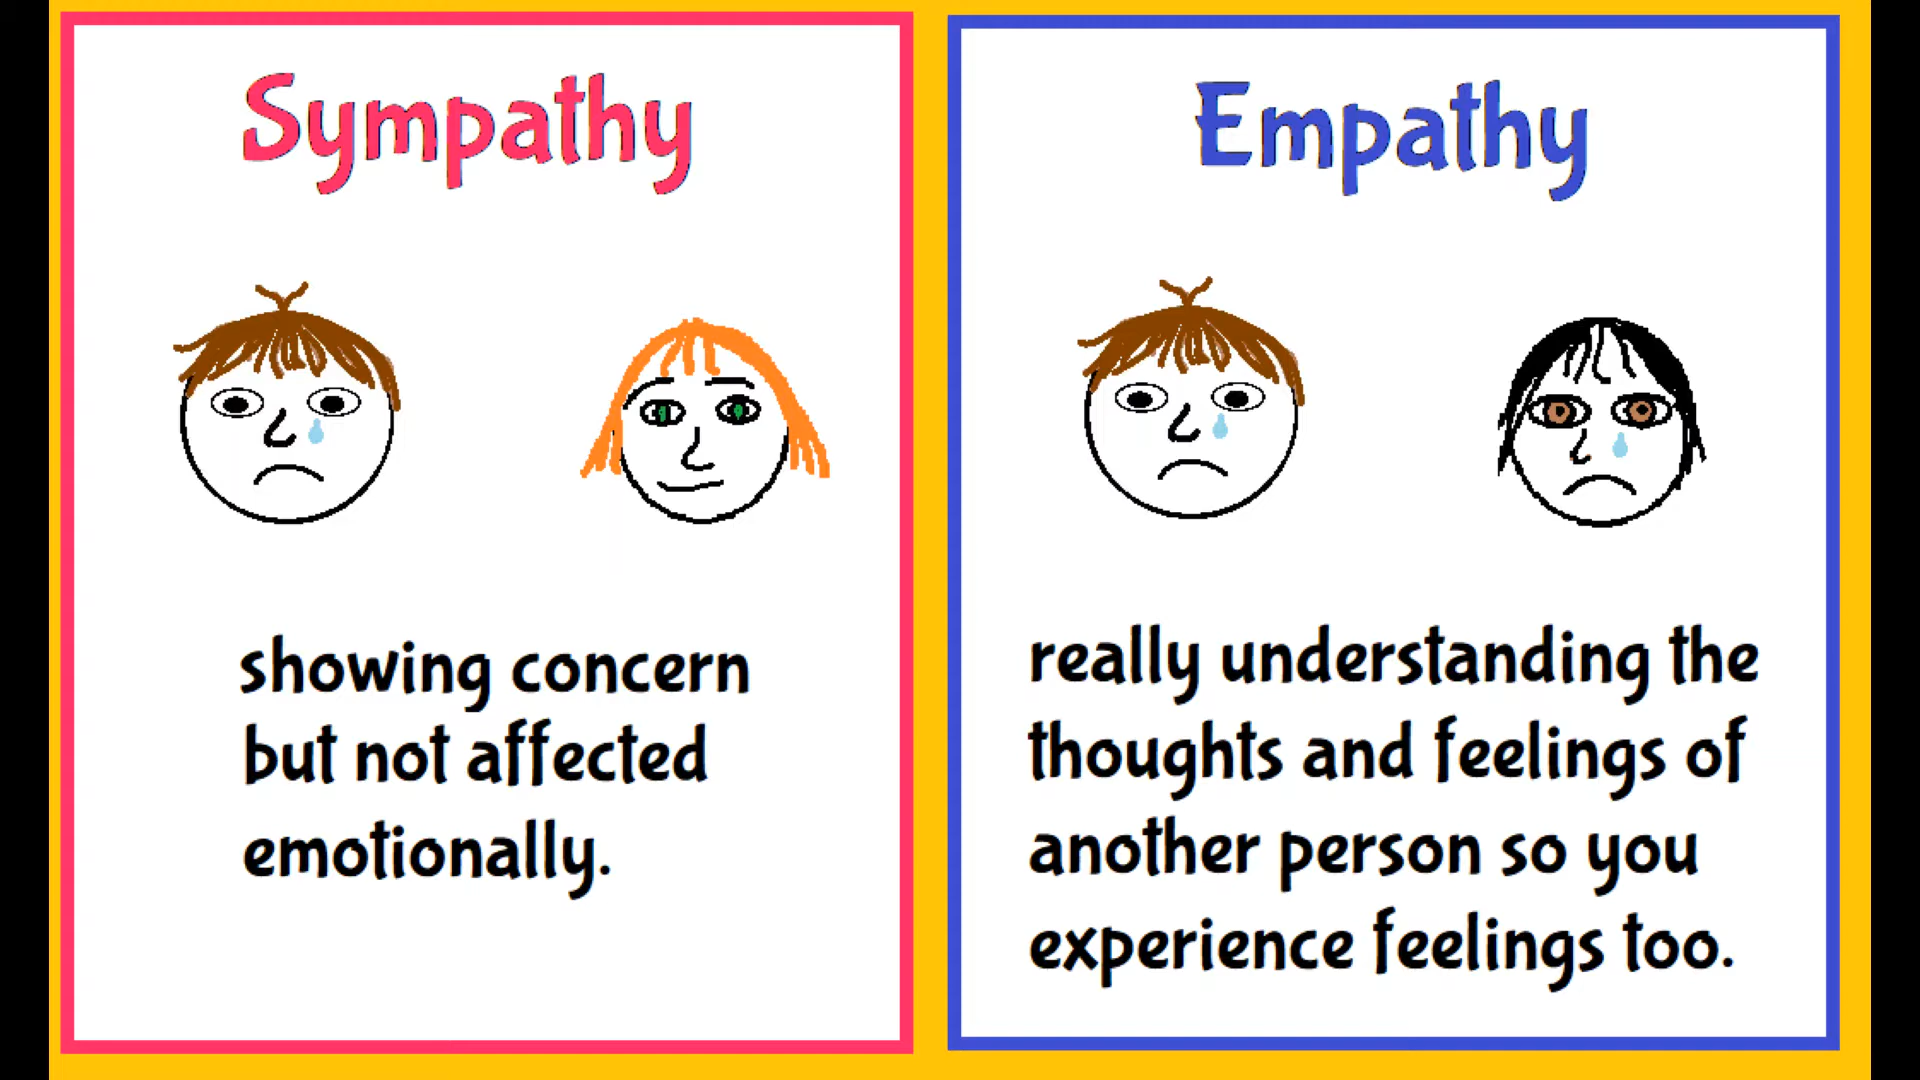 Sympathy
showing concern
but not affected
emotionally.
Empathy
really understanding the
thoughts and feelings of
another person so you
experience feelings too.